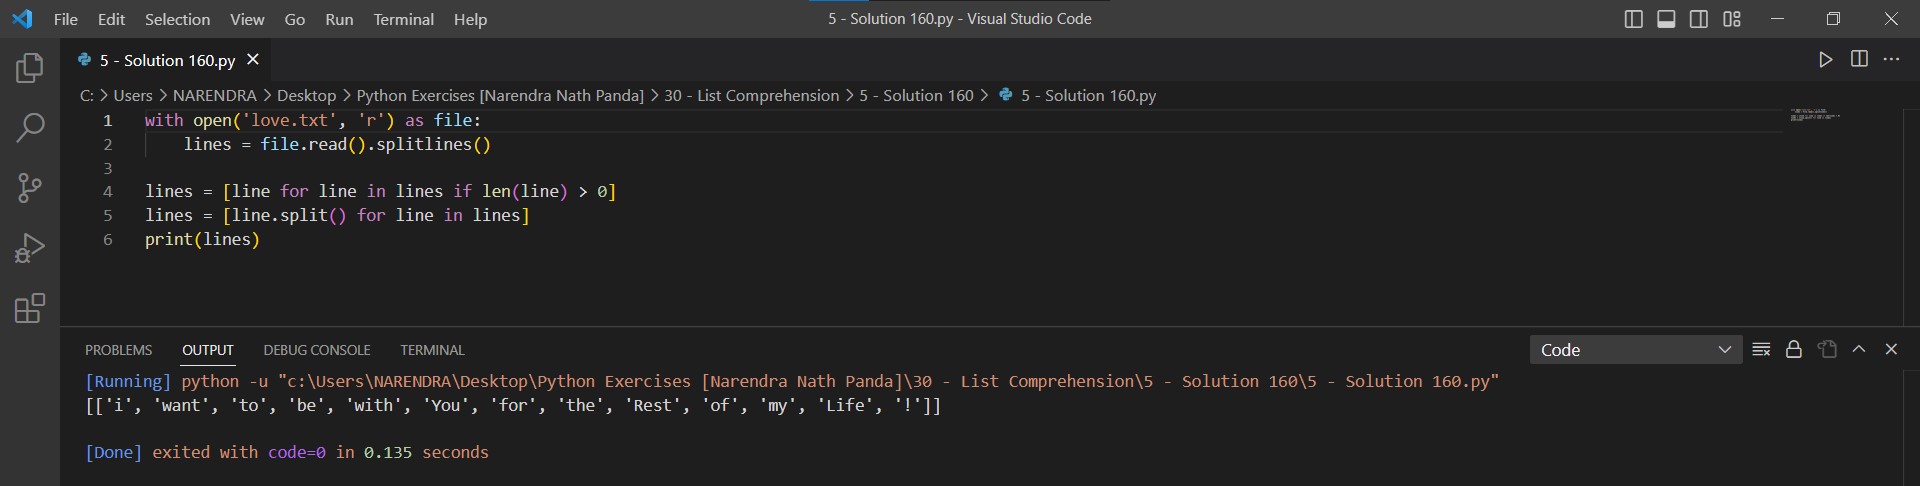 File Edit Selection View Go Run Terminal Help 5 - Solution 160.py - Visual Studio Code
5 - Solution 160.py
C: > Users > NARENDRA > Desktop > Python Exercises [Narendra Nath Panda] > 30 - List Comprehension > 5 - Solution 160 > 5 - Solution 160.py
1 with open('love.txt', 'r') as file:
2     lines = file.read().splitlines()
3
4 lines = [line for line in lines if len(line) > 0]
5 lines = [line.split() for line in lines]
6 print(lines)
PROBLEMS OUTPUT DEBUG CONSOLE TERMINAL Code
[Running] python -u "c:\Users\NARENDRA\Desktop\Python Exercises [Narendra Nath Panda]\30 - List Comprehension\5 - Solution 160\5 - Solution 160.py"
[['i', 'want', 'to', 'be', 'with', 'You', 'for', 'the', 'Rest', 'of', 'my', 'Life', '!']]
[Done] exited with code=0 in 0.135 seconds